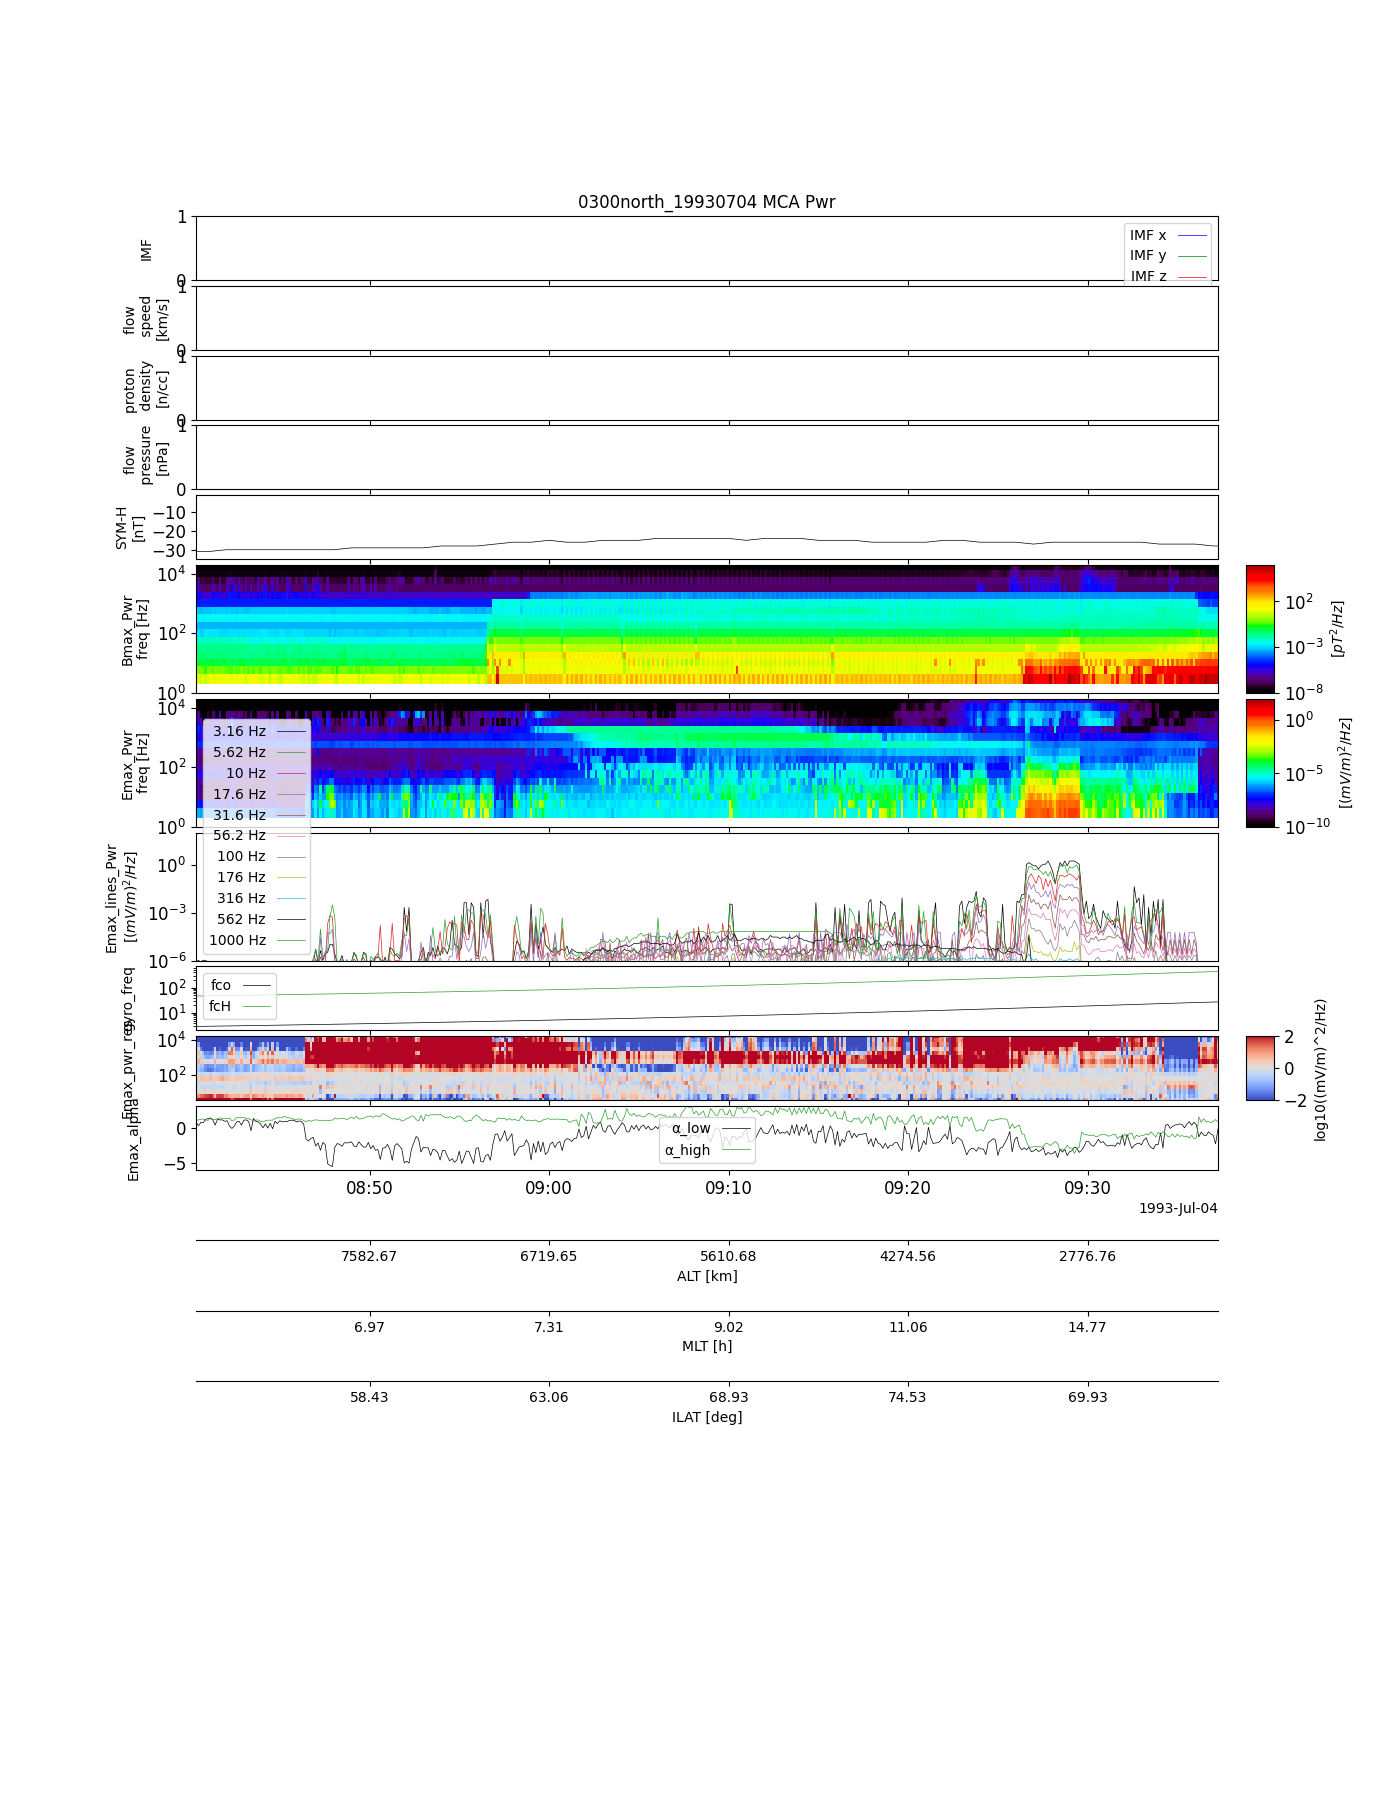 0300north_19930704 MCA Pwr
1
0
IMF
IMF x
IMF y
IMF z
1
0
flow
speed
[km/s]
1
0
proton
density
[n/cc]
1
0
flow
pressure
[nPa]
−10
−20
−30
SYM-H
[nT]
10^4
10^2
10^0
Bmax_Pwr
freq [Hz]
10^2
10^−3
10^−8
[pT^2/Hz]
10^4
10^2
10^0
Emax_Pwr
freq [Hz]
10^0
10^−5
10^−10
[(mV/m)^2/Hz]
3.16 Hz
5.62 Hz
10 Hz
17.6 Hz
31.6 Hz
56.2 Hz
100 Hz
176 Hz
316 Hz
562 Hz
1000 Hz
10^0
10^−3
10^−6
Emax_lines_Pwr
[(mV/m)^2/Hz]
10^2
10^1
gyro_freq
fco
fcH
10^4
10^2
Emax_pwr_rep
2
0
−2
log10((mV/m)^2/Hz)
0
−5
Emax_alpha
α_low
α_high
08:50 09:00 09:10 09:20 09:30
1993-Jul-04
7582.67 6719.65 5610.68 4274.56 2776.76
ALT [km]
6.97 7.31 9.02 11.06 14.77
MLT [h]
58.43 63.06 68.93 74.53 69.93
ILAT [deg]